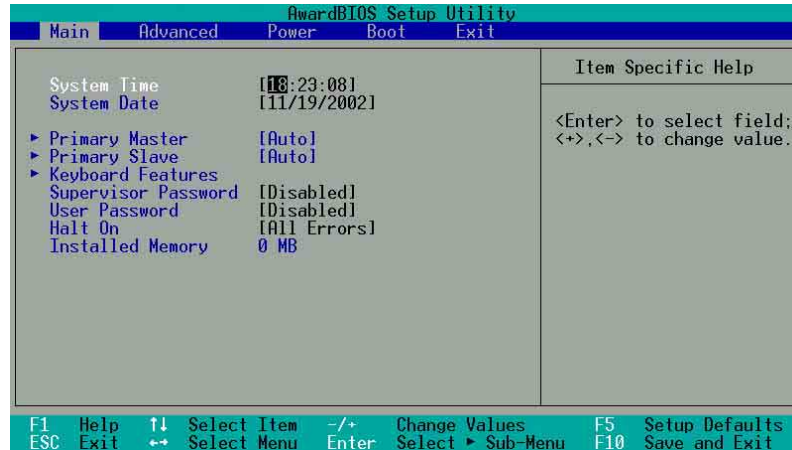 AwardBIOS Setup Utility
Main Advanced Power Boot Exit
Item Specific Help
System Time [18:23:08]
System Date [11/19/2002]
<Enter> to select field;
<+>,<-> to change value.
▶ Primary Master [Auto]
▶ Primary Slave [Auto]
▶ Keyboard Features
Supervisor Password [Disabled]
User Password [Disabled]
Halt On [All Errors]
Installed Memory 0 MB
F1 Help ↑↓ Select Item -/+ Change Values F5 Setup Defaults
ESC Exit ←→ Select Menu Enter Select ▶ Sub-Menu F10 Save and Exit